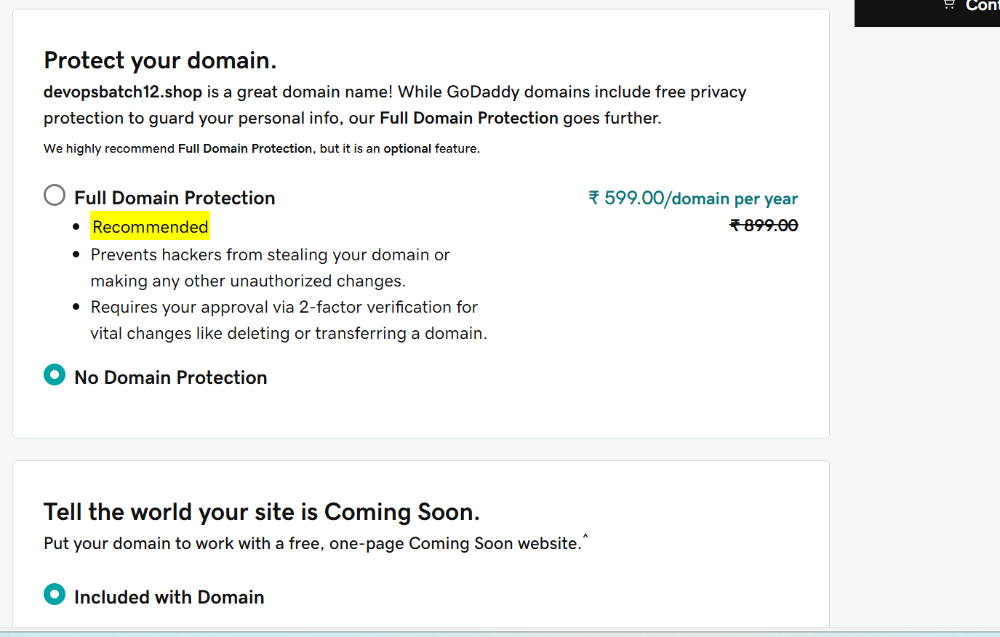 Protect your domain.
devopsbatch12.shop is a great domain name! While GoDaddy domains include free privacy
protection to guard your personal info, our Full Domain Protection goes further.
We highly recommend Full Domain Protection, but it is an optional feature.
Full Domain Protection
₹ 599.00/domain per year
₹ 899.00
Recommended
Prevents hackers from stealing your domain or
making any other unauthorized changes.
Requires your approval via 2-factor verification for
vital changes like deleting or transferring a domain.
No Domain Protection
Tell the world your site is Coming Soon.
Put your domain to work with a free, one-page Coming Soon website.^
Included with Domain